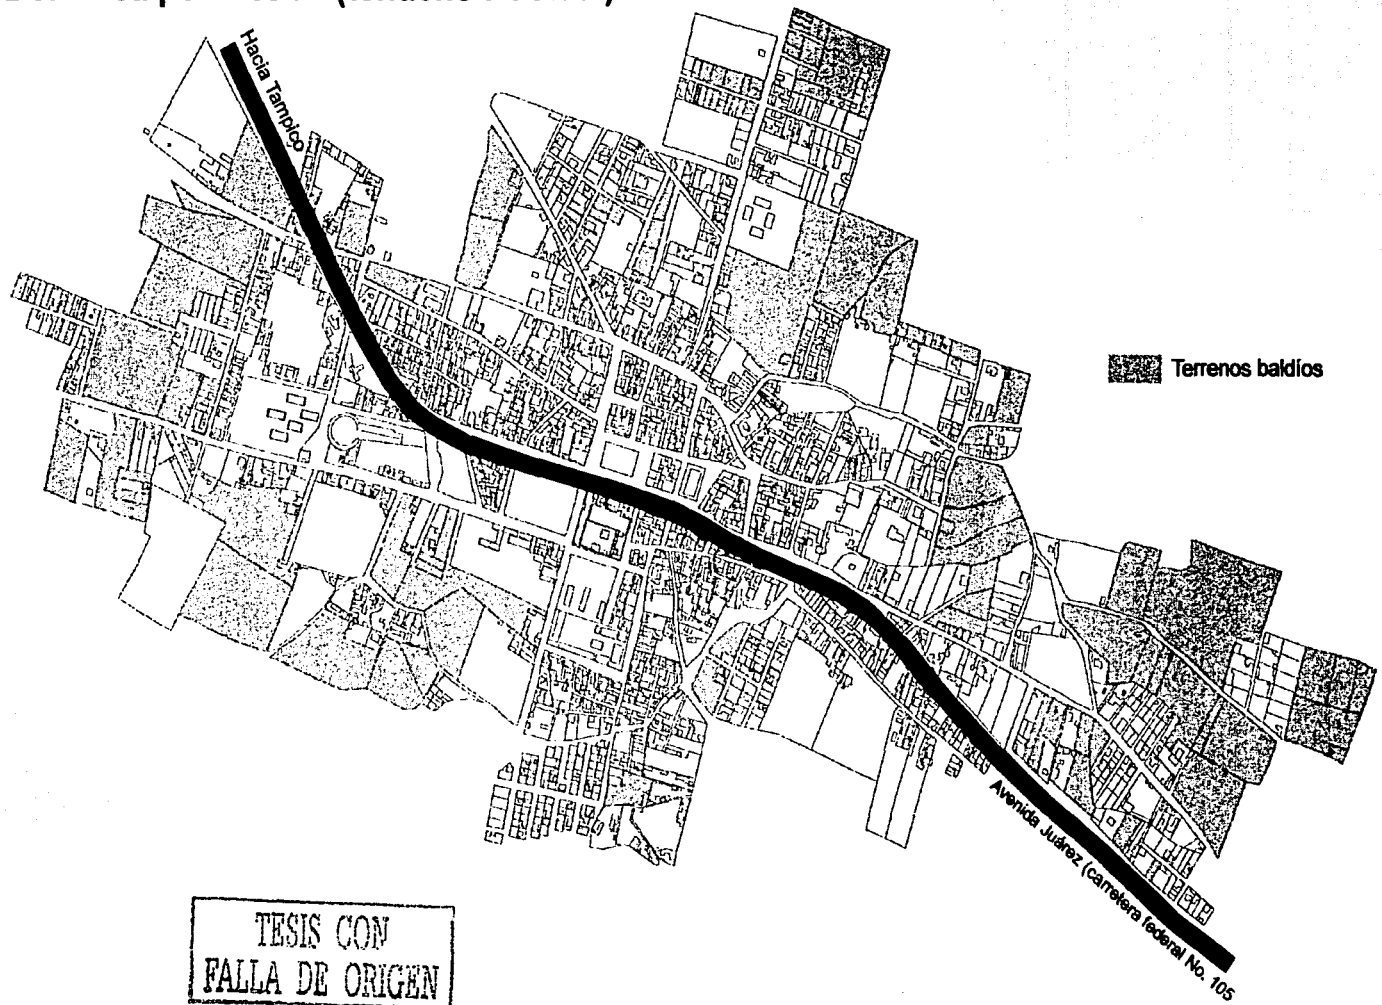 Hacia Tampico
Terrenos baldíos
Avenida Juárez (carretera federal No. 105
TESIS CON
FALLA DE ORIGEN